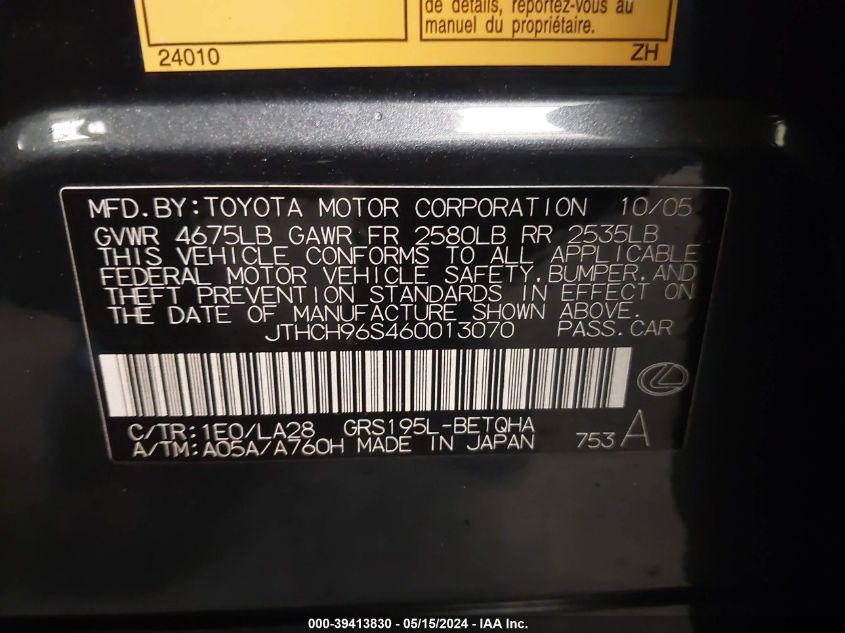 de détails, reportez-vous au
manuel du propriétaire.
24010 ZH
MFD.BY:TOYOTA MOTOR CORPORATION 10/05
GVWR 4675LB GAWR FR 2580LB RR 2535LB
THIS VEHICLE CONFORMS TO ALL APPLICABLE
FEDERAL MOTOR VEHICLE SAFETY,BUMPER,AND
THEFT PREVENTION STANDARDS IN EFFECT ON
THE DATE OF MANUFACTURE SHOWN ABOVE.
JTHCH96S460013070 PASS.CAR
C/TR:1E0/LA28 GRS195L-BETQHA
A/TM:A05A/A760H MADE IN JAPAN 753 A
000-39413830 - 05/15/2024 - IAA Inc.